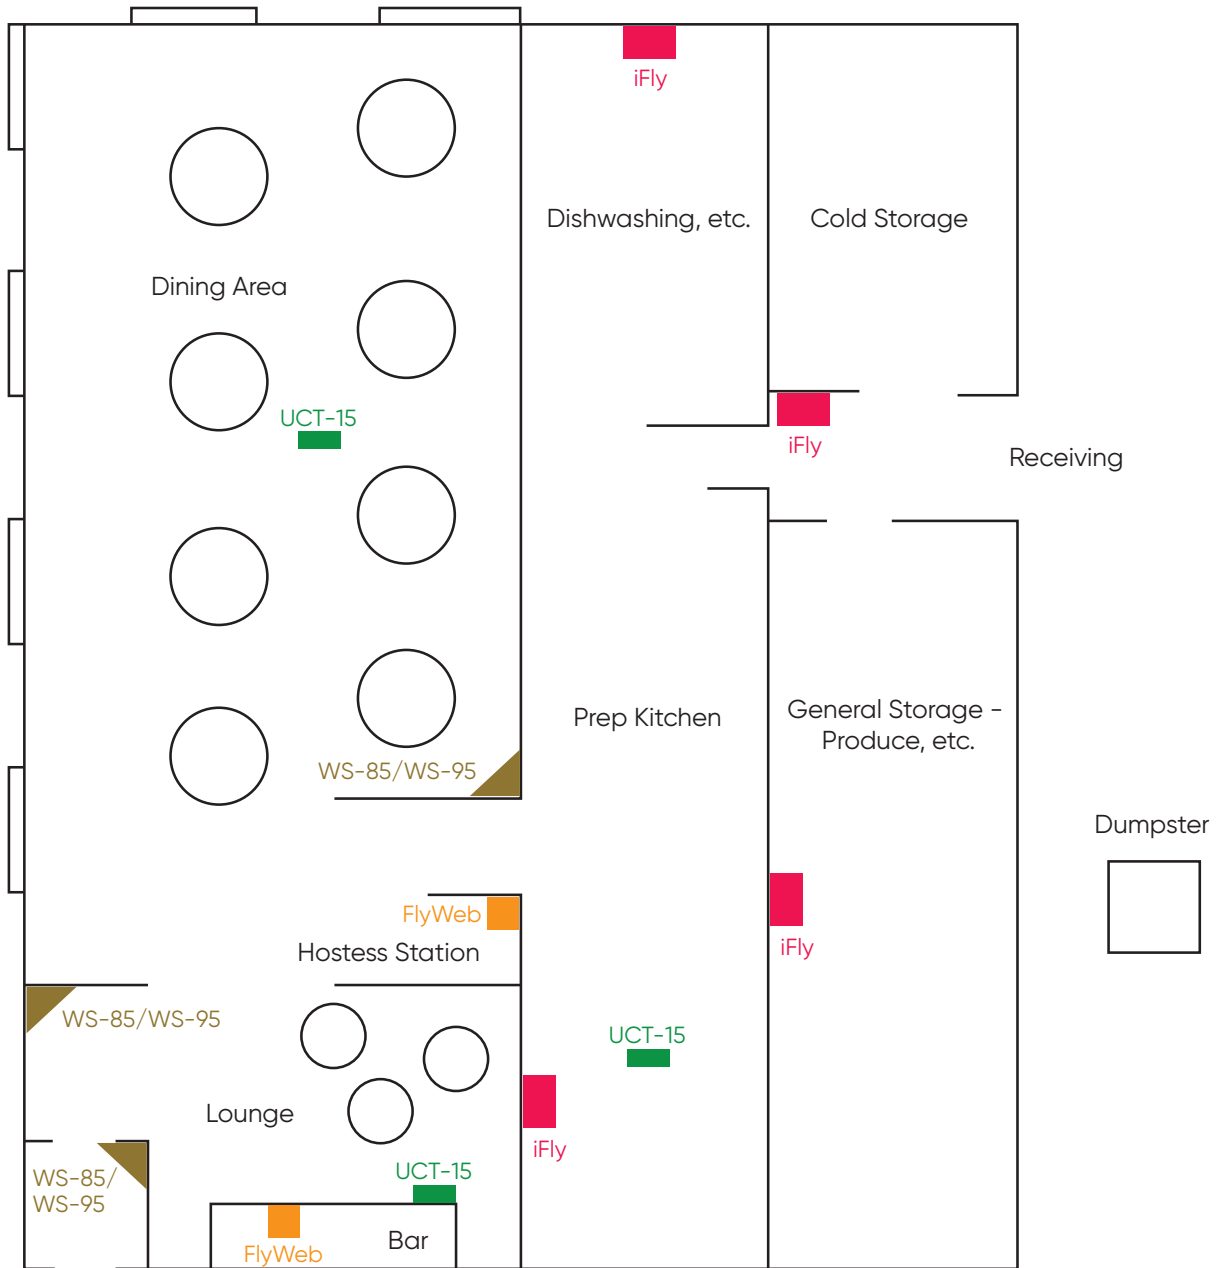 iFly
Dishwashing, etc.
Cold Storage
Dining Area
UCT-15
iFly
Receiving
Prep Kitchen
General Storage -
Produce, etc.
WS-85/WS-95
Dumpster
FlyWeb
Hostess Station
iFly
WS-85/WS-95
UCT-15
Lounge
iFly
UCT-15
WS-85/
WS-95
Bar
FlyWeb